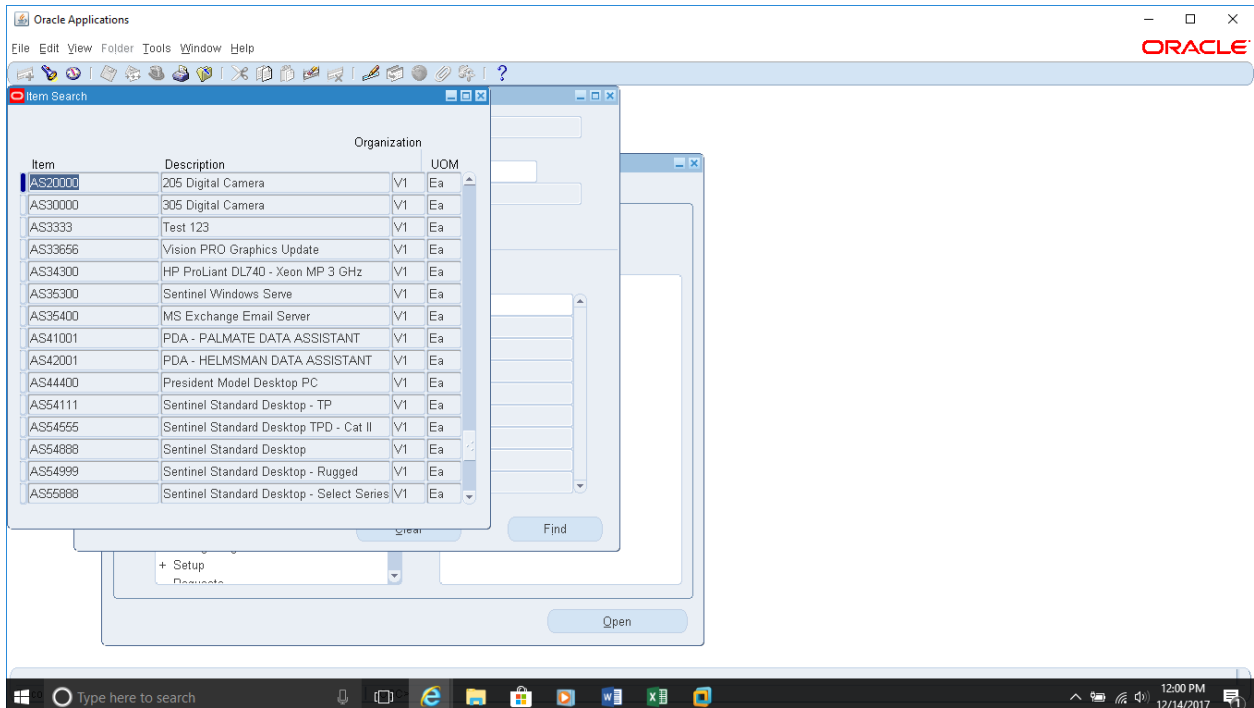 Oracle Applications
File Edit View Folder Tools Window Help
ORACLE
Item Search
Organization
Item Description UOM
AS20000 205 Digital Camera V1 Ea
AS30000 305 Digital Camera V1 Ea
AS3333 Test 123 V1 Ea
AS33656 Vision PRO Graphics Update V1 Ea
AS34300 HP ProLiant DL740 - Xeon MP 3 GHz V1 Ea
AS35300 Sentinel Windows Serve V1 Ea
AS35400 MS Exchange Email Server V1 Ea
AS41001 PDA - PALMATE DATA ASSISTANT V1 Ea
AS42001 PDA - HELMSMAN DATA ASSISTANT V1 Ea
AS44400 President Model Desktop PC V1 Ea
AS54111 Sentinel Standard Desktop - TP V1 Ea
AS54555 Sentinel Standard Desktop TPD - Cat II V1 Ea
AS54888 Sentinel Standard Desktop V1 Ea
AS54999 Sentinel Standard Desktop - Rugged V1 Ea
AS55888 Sentinel Standard Desktop - Select Series V1 Ea
Clear Find
+ Setup
Requests
Open
Type here to search
12:00 PM
12/14/2017